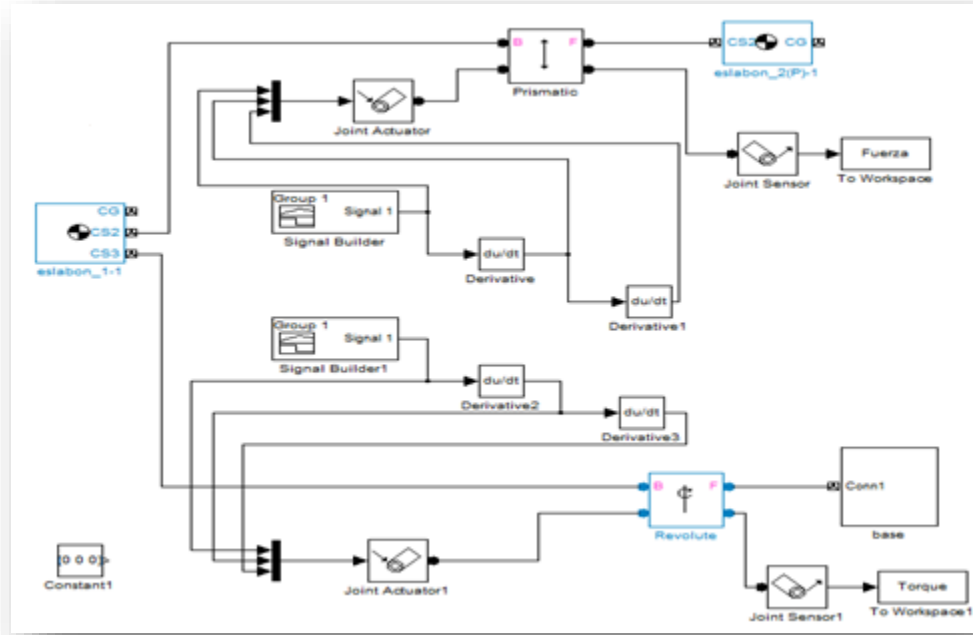 B F
Prismatic
CS2 CG
eslabon_2(P)-1
Joint Actuator
Joint Sensor
Fuerza
To Workspace
Group 1
Signal 1
Signal Builder
CG
CS2
CS3
eslabon_1-1
du/dt
Derivative
du/dt
Derivative1
Group 1
Signal 1
Signal Builder1
du/dt
Derivative2
du/dt
Derivative3
B F
Revolute
Conn1
base
[0 0 0]
Constant1
Joint Actuator1
Joint Sensor1
Torque
To Workspace1